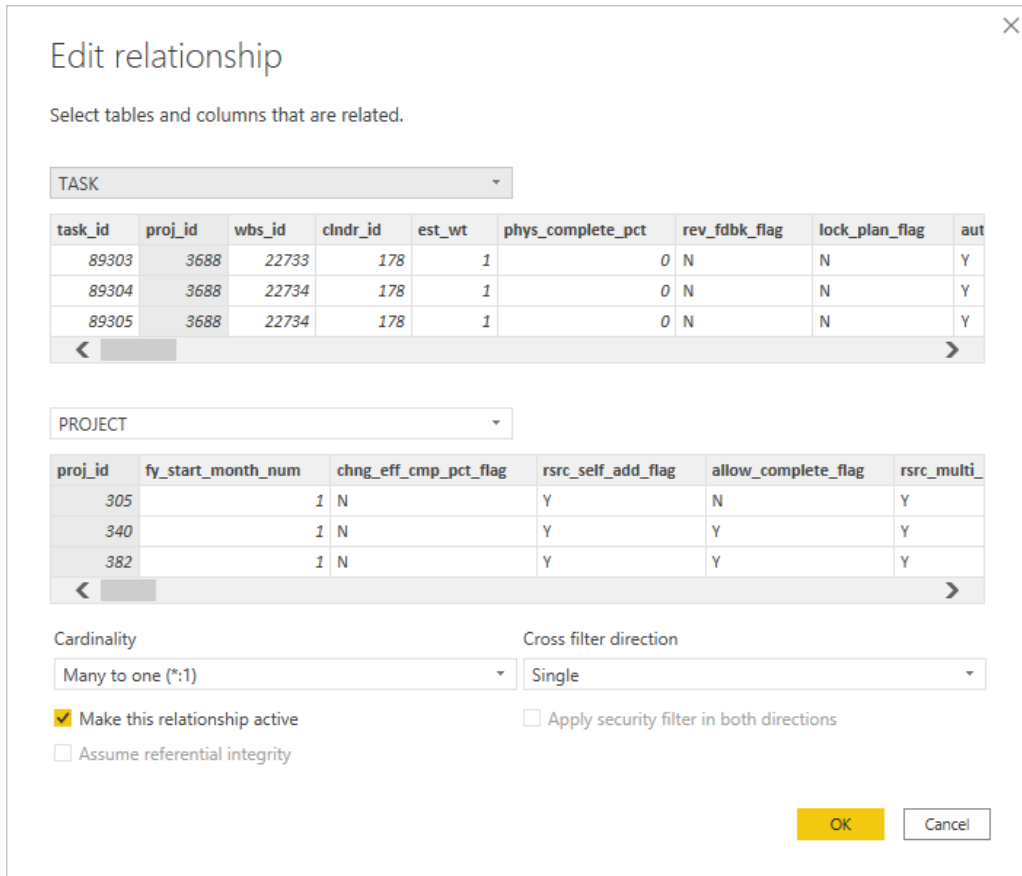 Edit relationship
Select tables and columns that are related.
TASK
task_id proj_id wbs_id clndr_id est_wt phys_complete_pct rev_fdbk_flag lock_plan_flag aut
89303 3688 22733 178 1 0 N N Y
89304 3688 22734 178 1 0 N N Y
89305 3688 22734 178 1 0 N N Y
PROJECT
proj_id fy_start_month_num chng_eff_cmp_pct_flag rsrc_self_add_flag allow_complete_flag rsrc_multi_
305 1 N Y N Y
340 1 N Y Y Y
382 1 N Y Y Y
Cardinality Cross filter direction
Many to one (*:1) Single
Make this relationship active Apply security filter in both directions
Assume referential integrity
OK Cancel